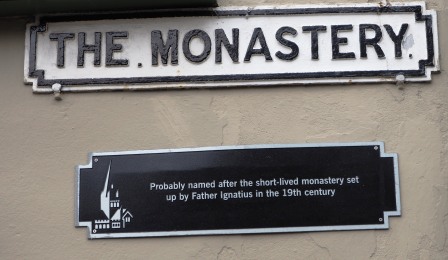 THE. MONASTERY.
Probably named after the short-lived monastery set
up by Father Ignatius in the 19th century